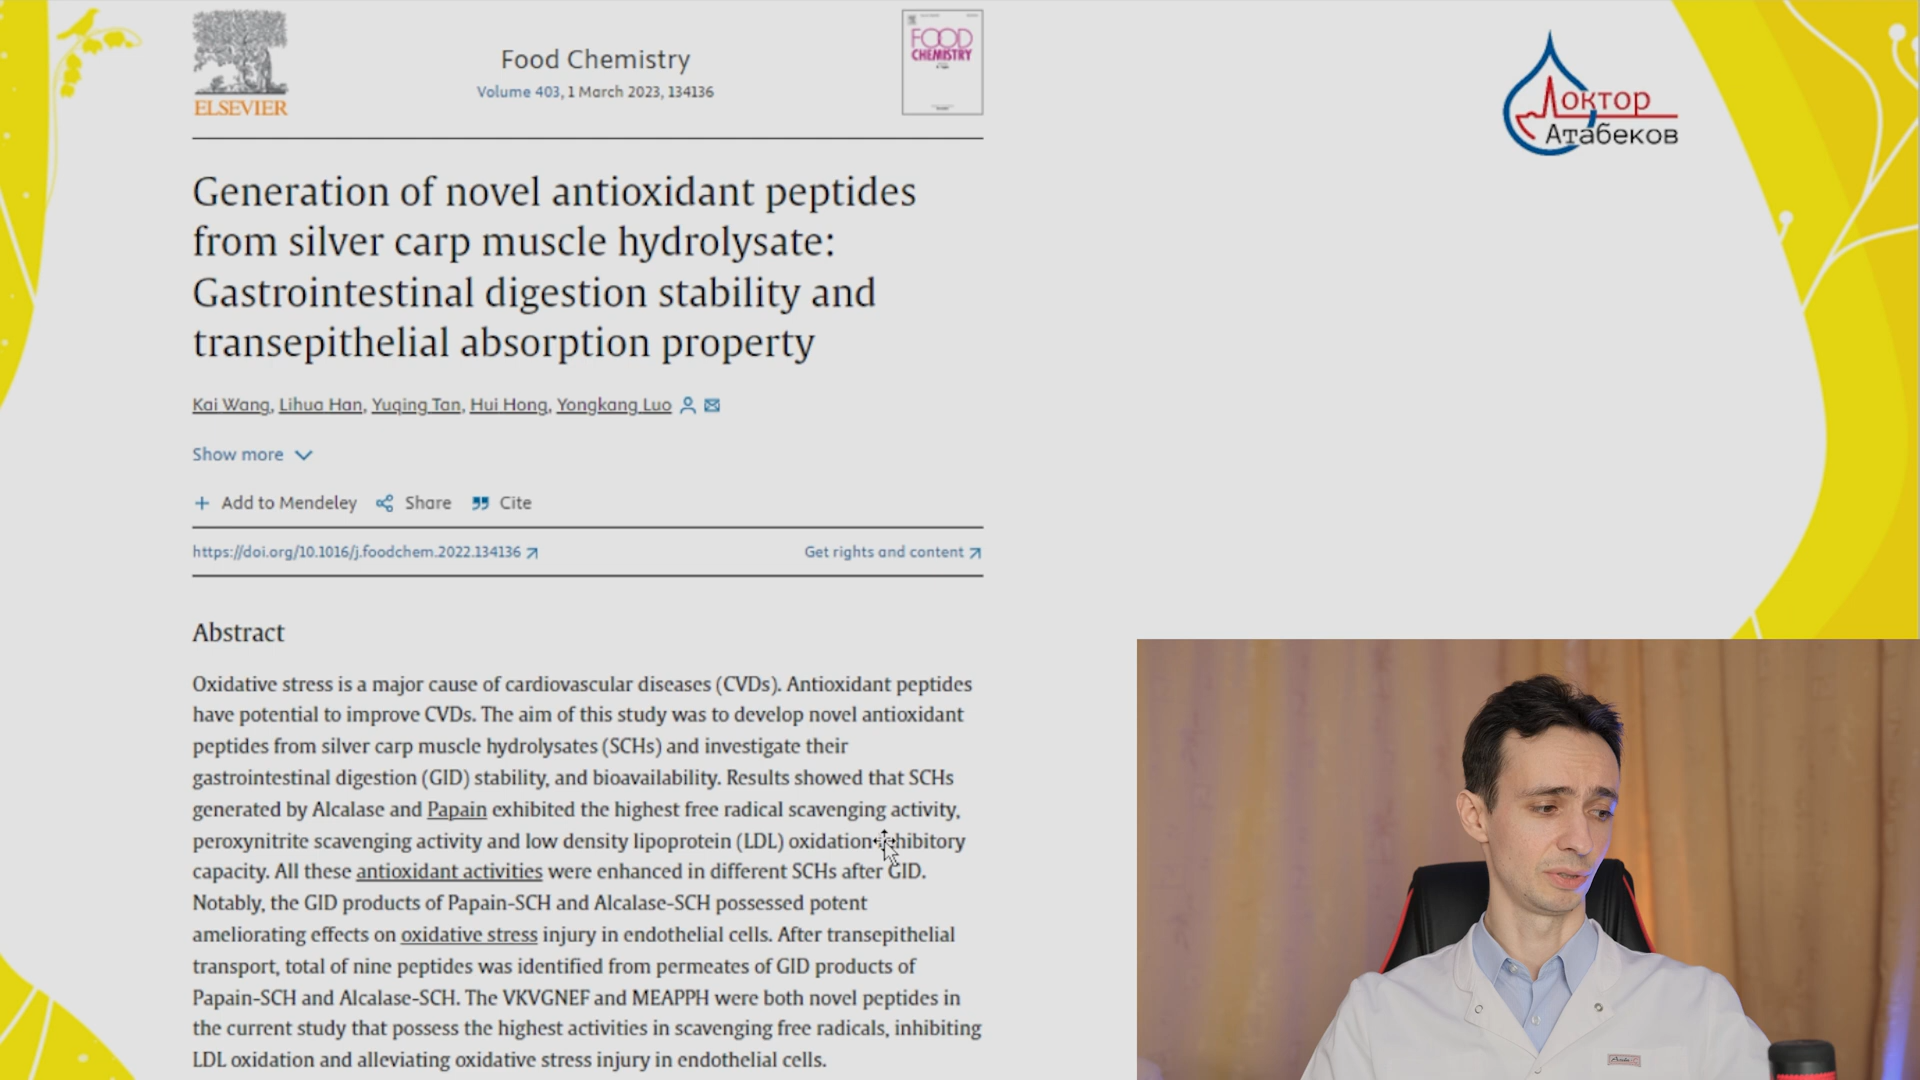 ELSEVIER
Food Chemistry
Volume 403, 1 March 2023, 134136
FOOD
CHEMISTRY
Доктор
Атабеков
Generation of novel antioxidant peptides
from silver carp muscle hydrolysate:
Gastrointestinal digestion stability and
transepithelial absorption property
Kai Wang, Lihua Han, Yuqing Tan, Hui Hong, Yongkang Luo
Show more
+ Add to Mendeley Share Cite
https://doi.org/10.1016/j.foodchem.2022.134136 Get rights and content
Abstract
Oxidative stress is a major cause of cardiovascular diseases (CVDs). Antioxidant peptides
have potential to improve CVDs. The aim of this study was to develop novel antioxidant
peptides from silver carp muscle hydrolysates (SCHs) and investigate their
gastrointestinal digestion (GID) stability, and bioavailability. Results showed that SCHs
generated by Alcalase and Papain exhibited the highest free radical scavenging activity,
peroxynitrite scavenging activity and low density lipoprotein (LDL) oxidation inhibitory
capacity. All these antioxidant activities were enhanced in different SCHs after GID.
Notably, the GID products of Papain-SCH and Alcalase-SCH possessed potent
ameliorating effects on oxidative stress injury in endothelial cells. After transepithelial
transport, total of nine peptides was identified from permeates of GID products of
Papain-SCH and Alcalase-SCH. The VKVGNEF and MEAPPH were both novel peptides in
the current study that possess the highest activities in scavenging free radicals, inhibiting
LDL oxidation and alleviating oxidative stress injury in endothelial cells.